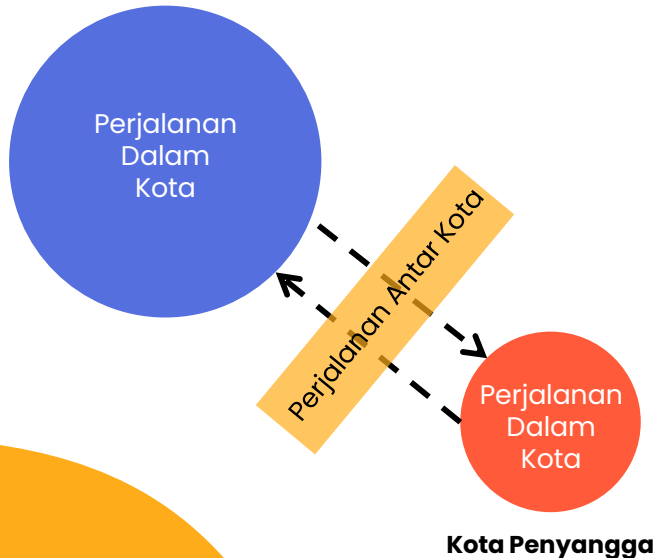 Perjalanan
Dalam
Kota
Perjalanan Antar Kota
Perjalanan
Dalam
Kota
Kota Penyangga